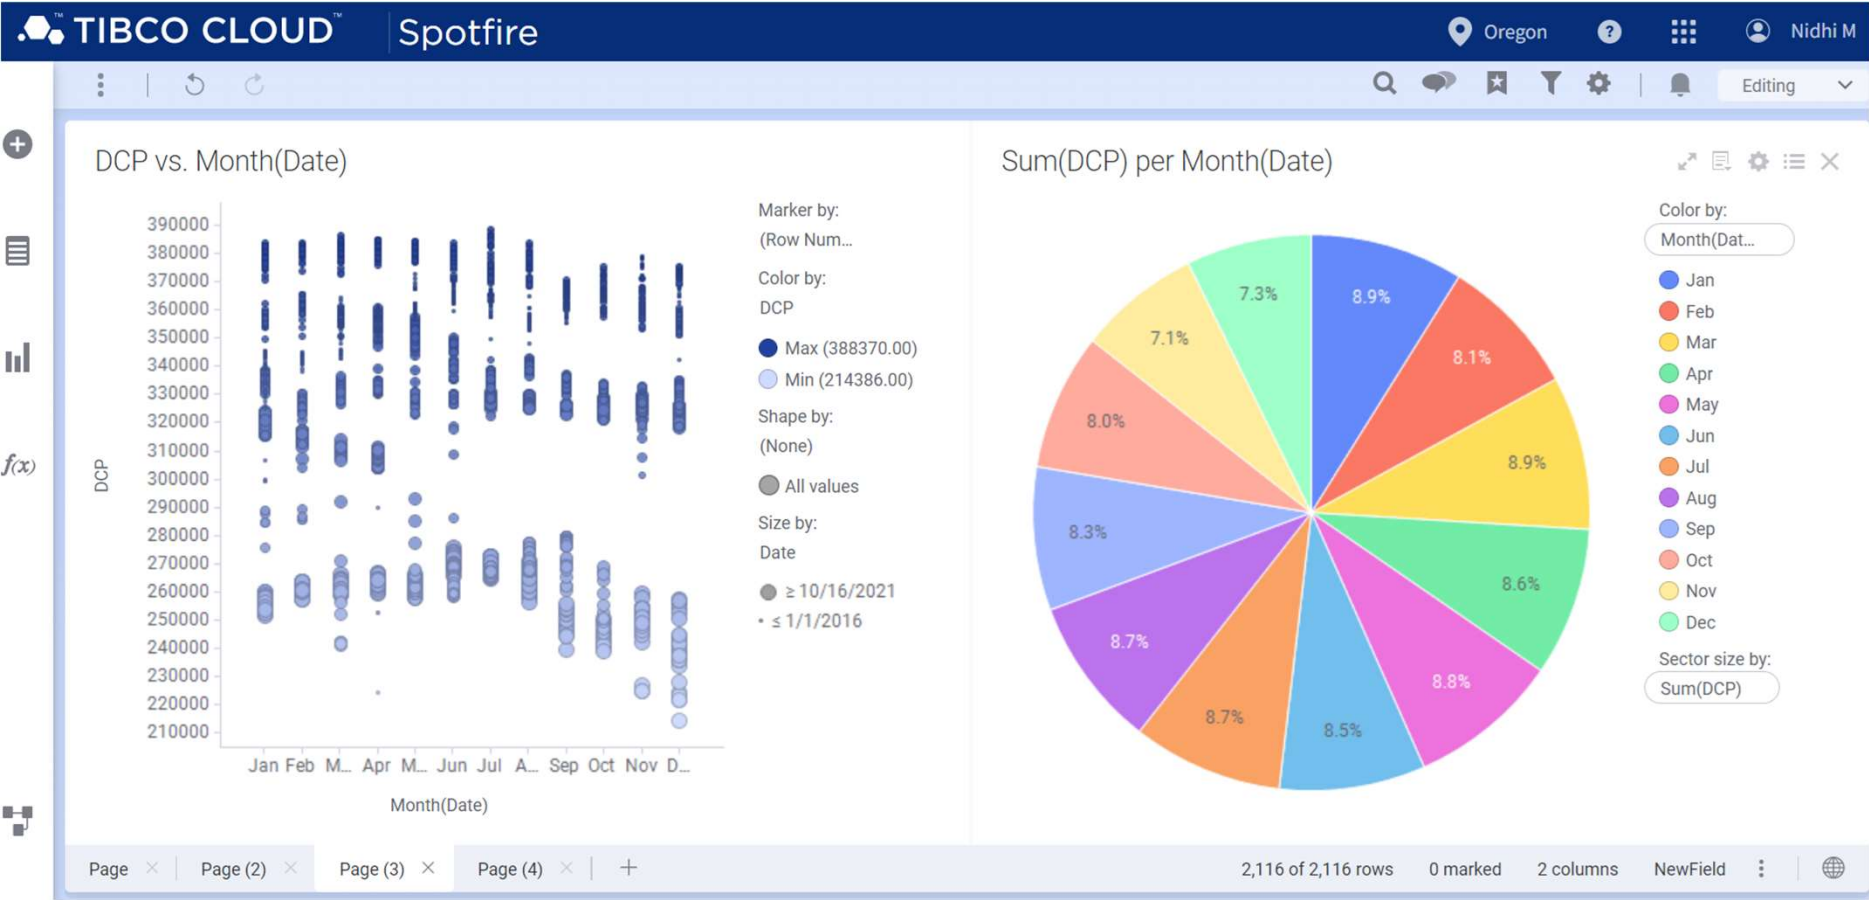 TIBCO CLOUD™ | Spotfire
Oregon
Nidhi M
Editing
DCP vs. Month(Date)
390000
380000
370000
360000
350000
340000
330000
320000
310000
300000
290000
280000
270000
260000
250000
240000
230000
220000
210000
DCP
Jan Feb M... Apr M... Jun Jul A... Sep Oct Nov D...
Month(Date)
Marker by:
(Row Num...
Color by:
DCP
Max (388370.00)
Min (214386.00)
Shape by:
(None)
All values
Size by:
Date
≥ 10/16/2021
≤ 1/1/2016
Sum(DCP) per Month(Date)
8.9%
8.1%
8.9%
8.6%
8.8%
8.5%
8.7%
8.7%
8.3%
8.0%
7.1%
7.3%
Color by:
Month(Dat...
Jan
Feb
Mar
Apr
May
Jun
Jul
Aug
Sep
Oct
Nov
Dec
Sector size by:
Sum(DCP)
f(x)
Page Page (2) Page (3) Page (4)
2,116 of 2,116 rows 0 marked 2 columns NewField